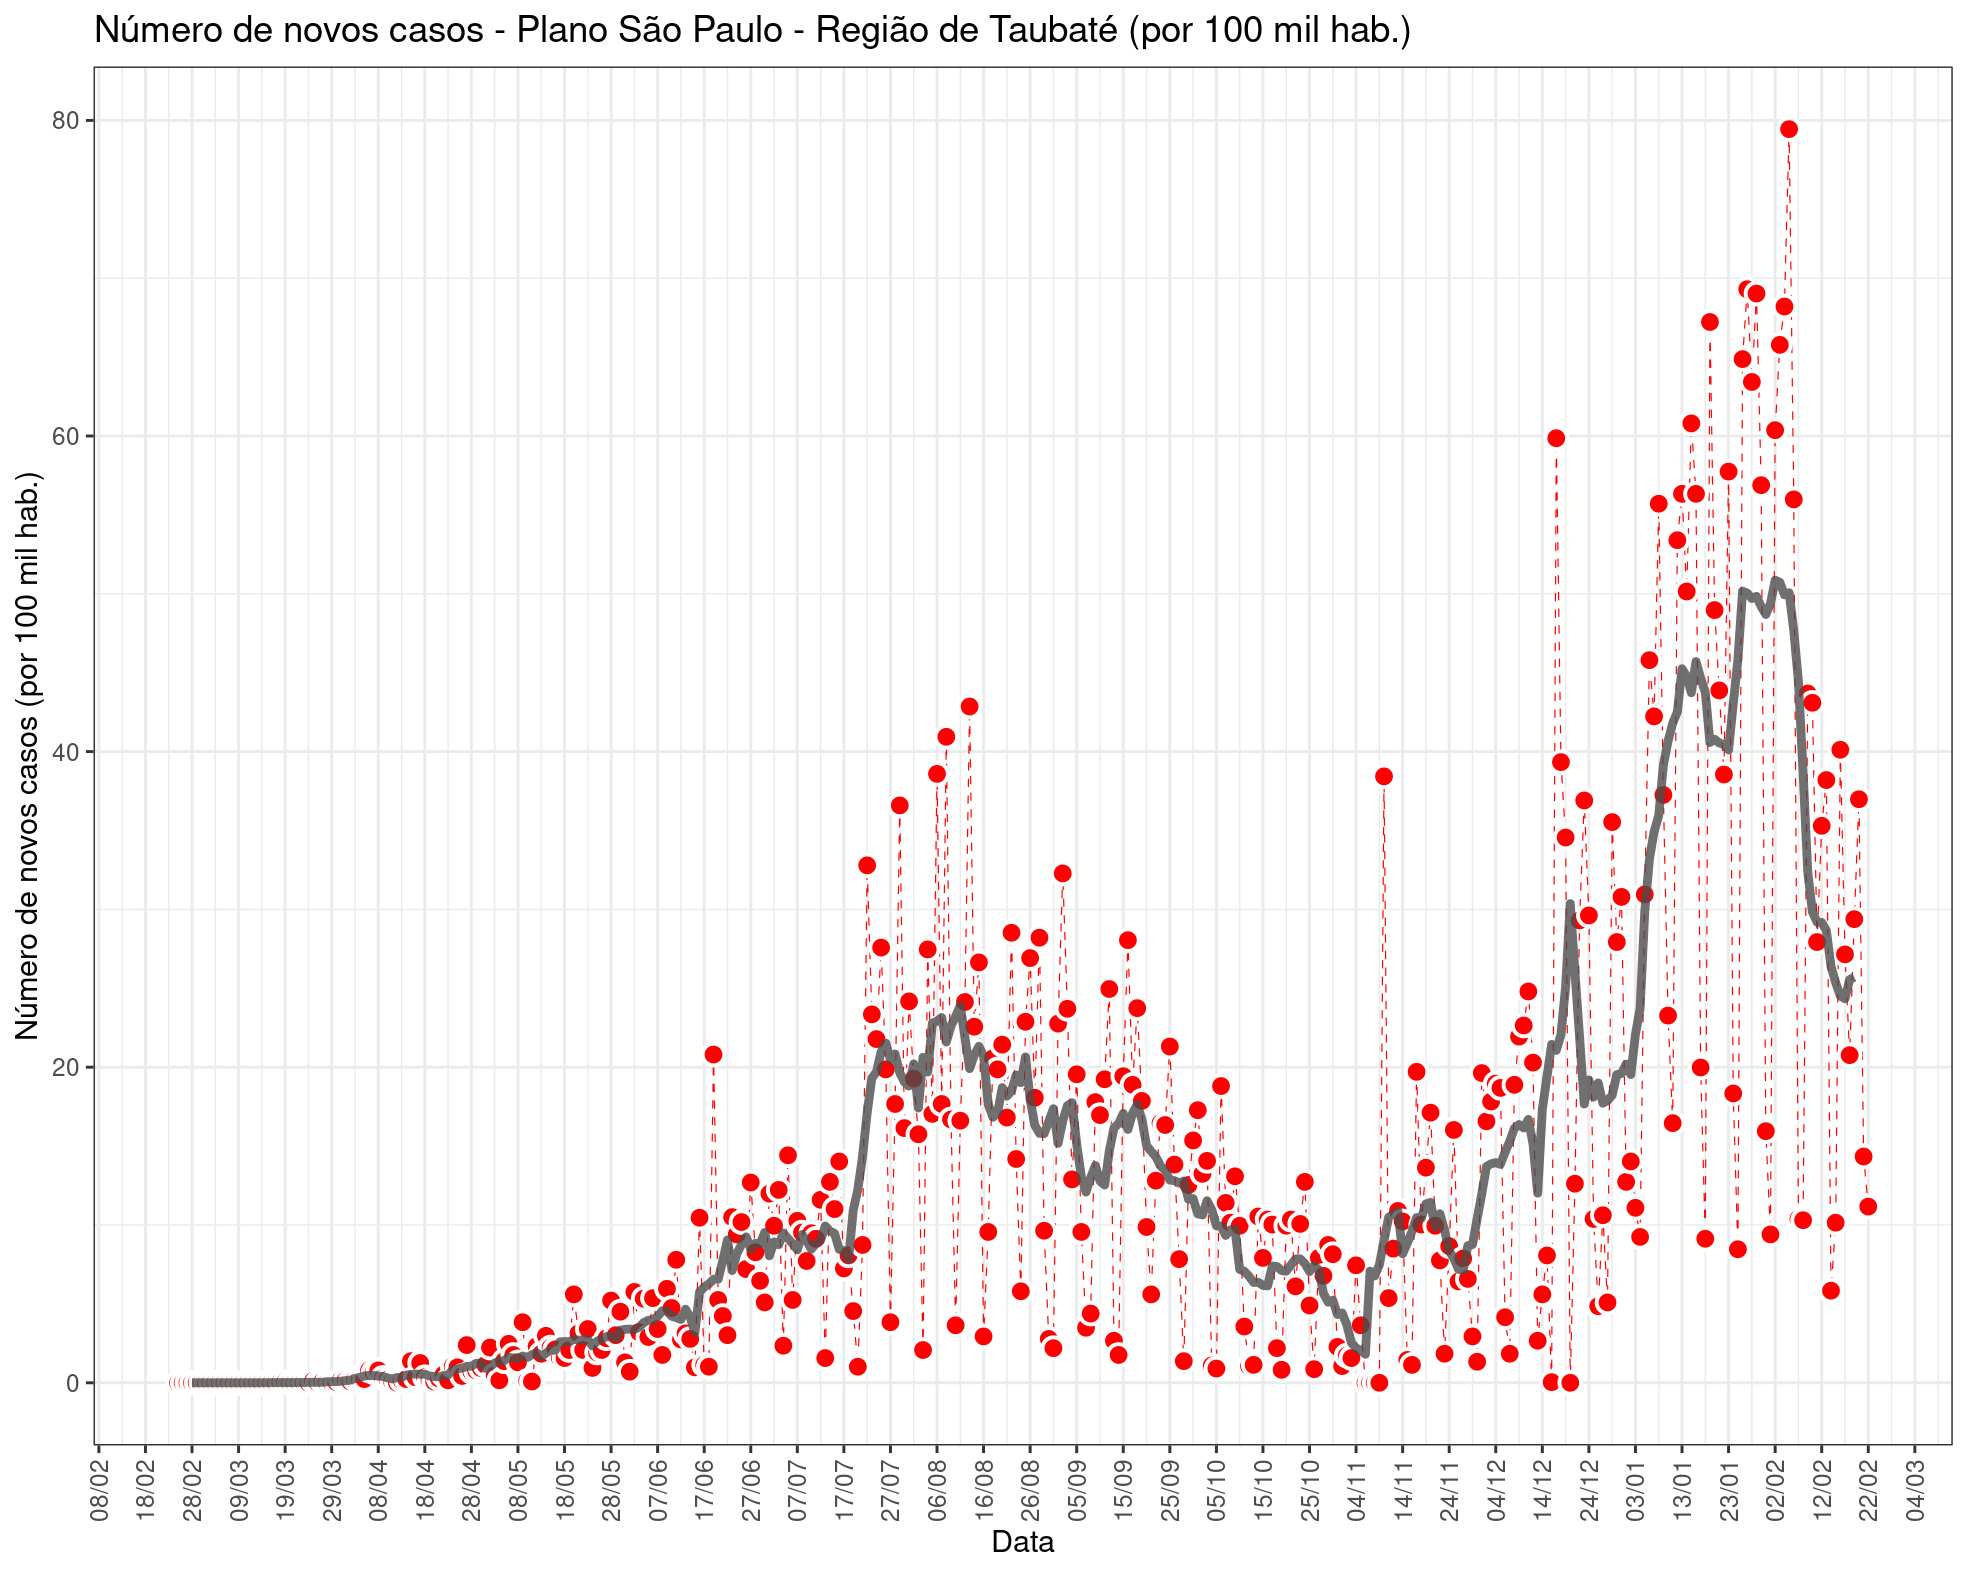 Número de novos casos - Plano São Paulo - Região de Taubaté (por 100 mil hab.)
Número de novos casos (por 100 mil hab.)
80
60
40
20
0
08/02 18/02 28/02 09/03 19/03 29/03 08/04 18/04 28/04 08/05 18/05 28/05 07/06 17/06 27/06 07/07 17/07 27/07 06/08 16/08 26/08 05/09 15/09 25/09 05/10 15/10 25/10 04/11 14/11 24/11 04/12 14/12 24/12 03/01 13/01 23/01 02/02 12/02 22/02 04/03
Data